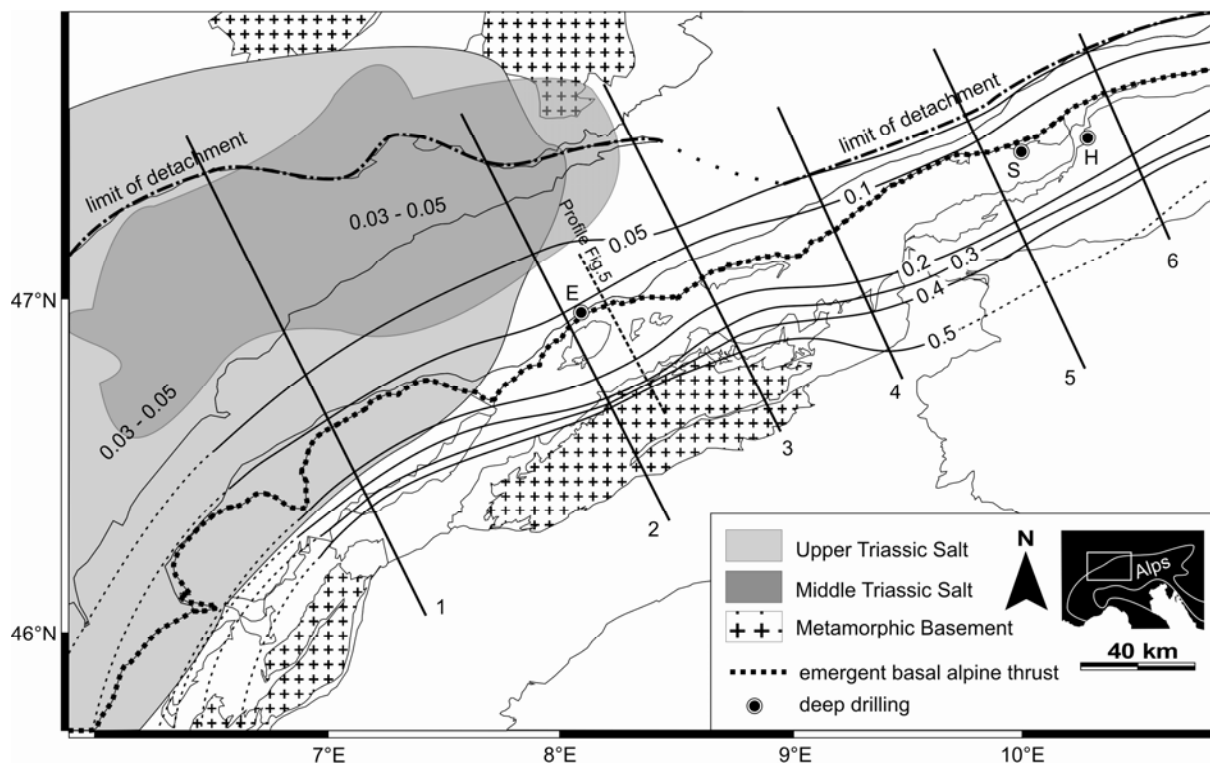 limit of detachment
limit of detachment
0.03 - 0.05
0.03 - 0.05
0.05
0.1
0.2
0.3
0.4
0.5
Profile Fig.5
E
S
H
1
2
3
4
5
6
47°N
46°N
7°E
8°E
9°E
10°E
Upper Triassic Salt
Middle Triassic Salt
Metamorphic Basement
emergent basal alpine thrust
deep drilling
N
Alps
40 km